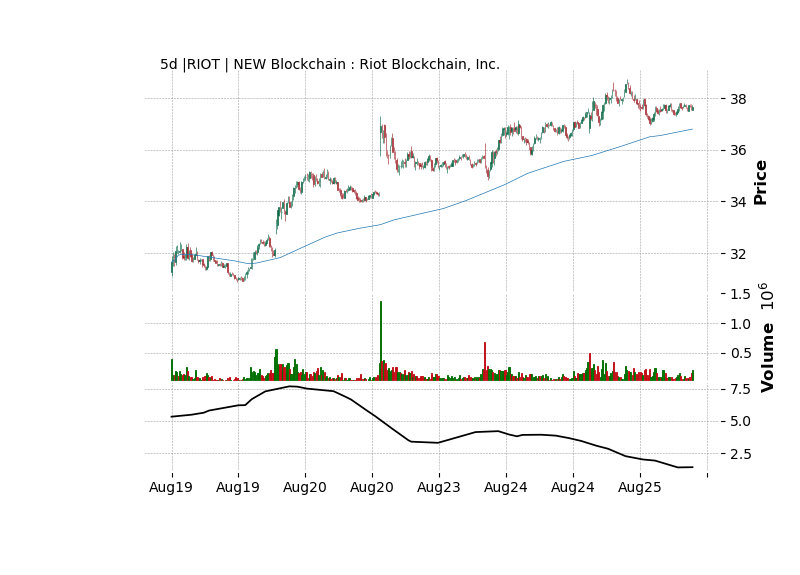 5d |RIOT | NEW Blockchain : Riot Blockchain, Inc.
38
36
34
32
Price
1.5
1.0
0.5
Volume 10^6
7.5
5.0
2.5
Aug19 Aug19 Aug20 Aug20 Aug23 Aug24 Aug24 Aug25